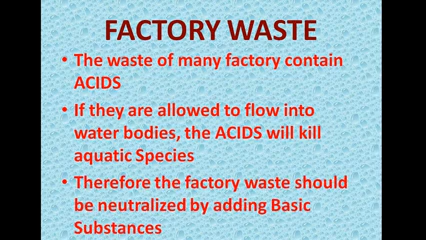 FACTORY WASTE
• The waste of many factory contain
ACIDS
• If they are allowed to flow into
water bodies, the ACIDS will kill
aquatic Species
• Therefore the factory waste should
be neutralized by adding Basic
Substances